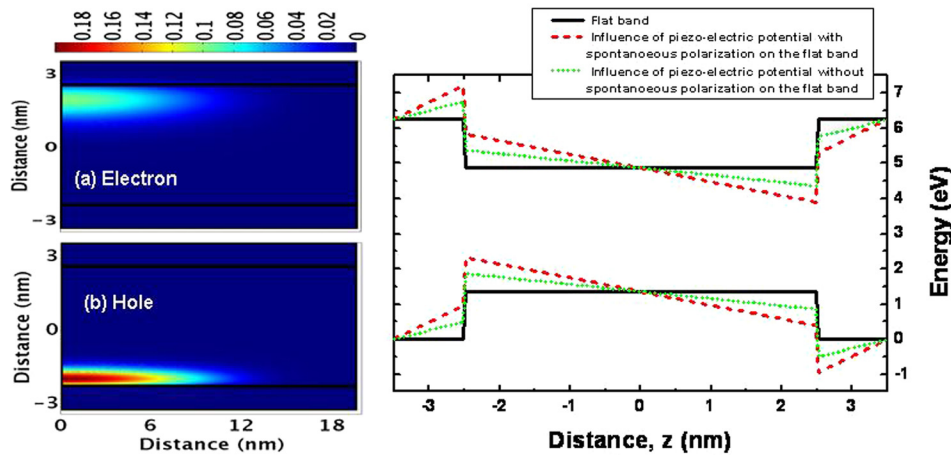 0.18 0.16 0.14 0.12 0.1 0.08 0.06 0.04 0.02 0
3
0
-3
Distance (nm)
(a) Electron
3
0
-3
Distance (nm)
(b) Hole
0 6 12 18
Distance (nm)
Flat band
Influence of piezo-electric potential with
spontanoeous polarization on the flat band
Influence of piezo-electric potential without
spontanoeous polarization on the flat band
7
6
5
4
3
2
1
0
-1
Energy (eV)
-3 -2 -1 0 1 2 3
Distance, z (nm)